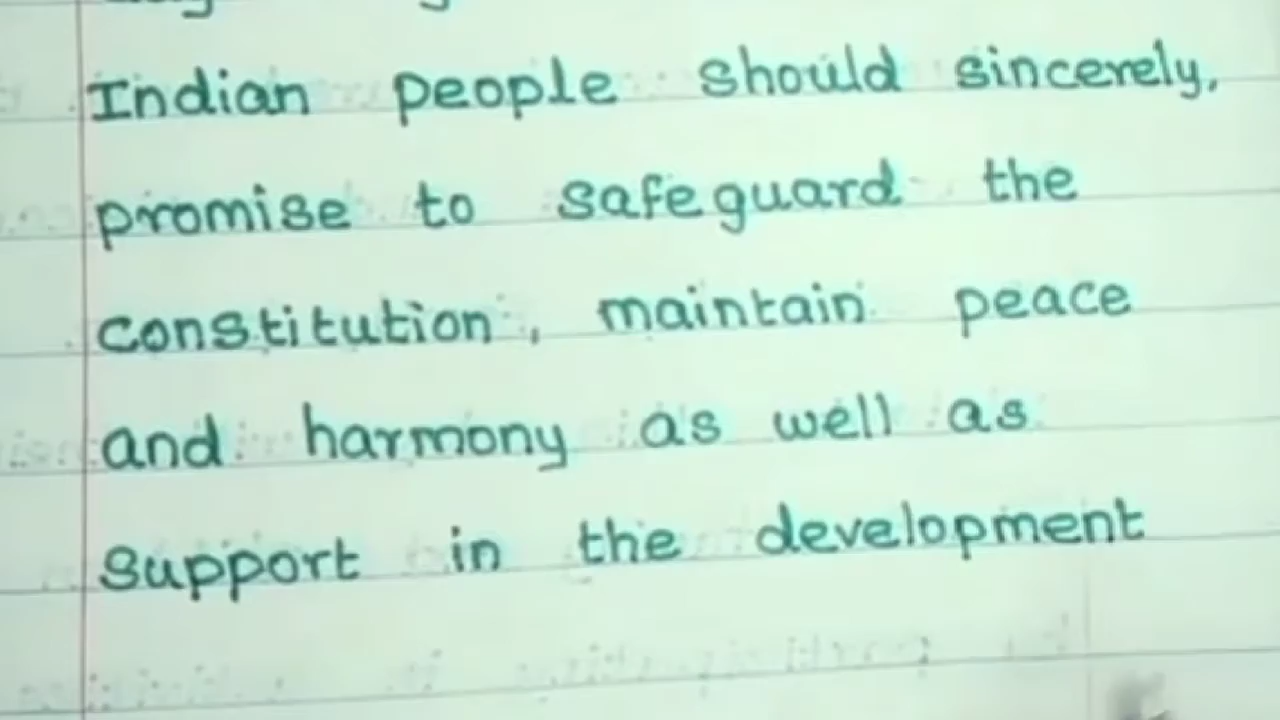 Indian people should sincerely,
promise to safeguard the
constitution, maintain peace
and harmony as well as
support in the development